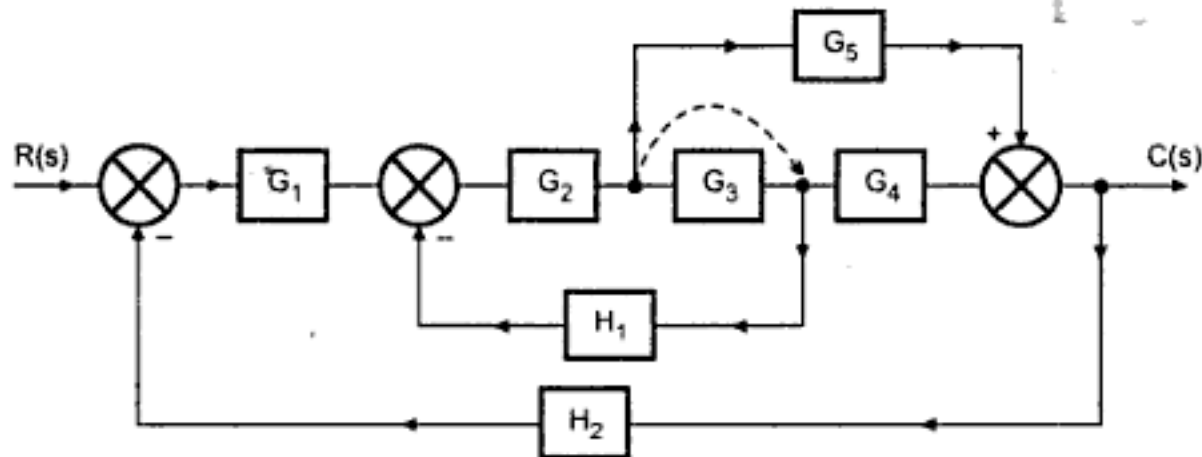 G₅
+
R(s) G₁ G₂ G₃ G₄ C(s)
− --
H₁
H₂